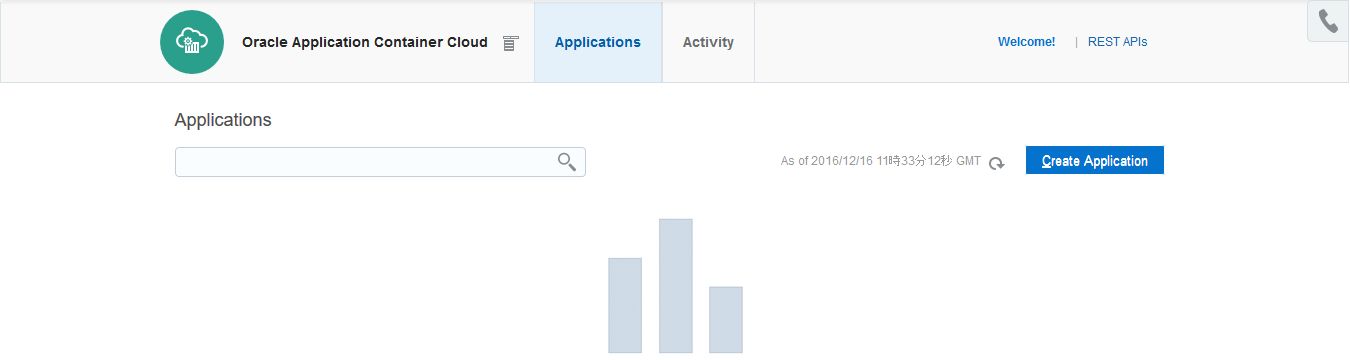 Oracle Application Container Cloud
Applications
Activity
Welcome!
| REST APIs
Applications
As of 2016/12/16 11時33分12秒 GMT
Create Application